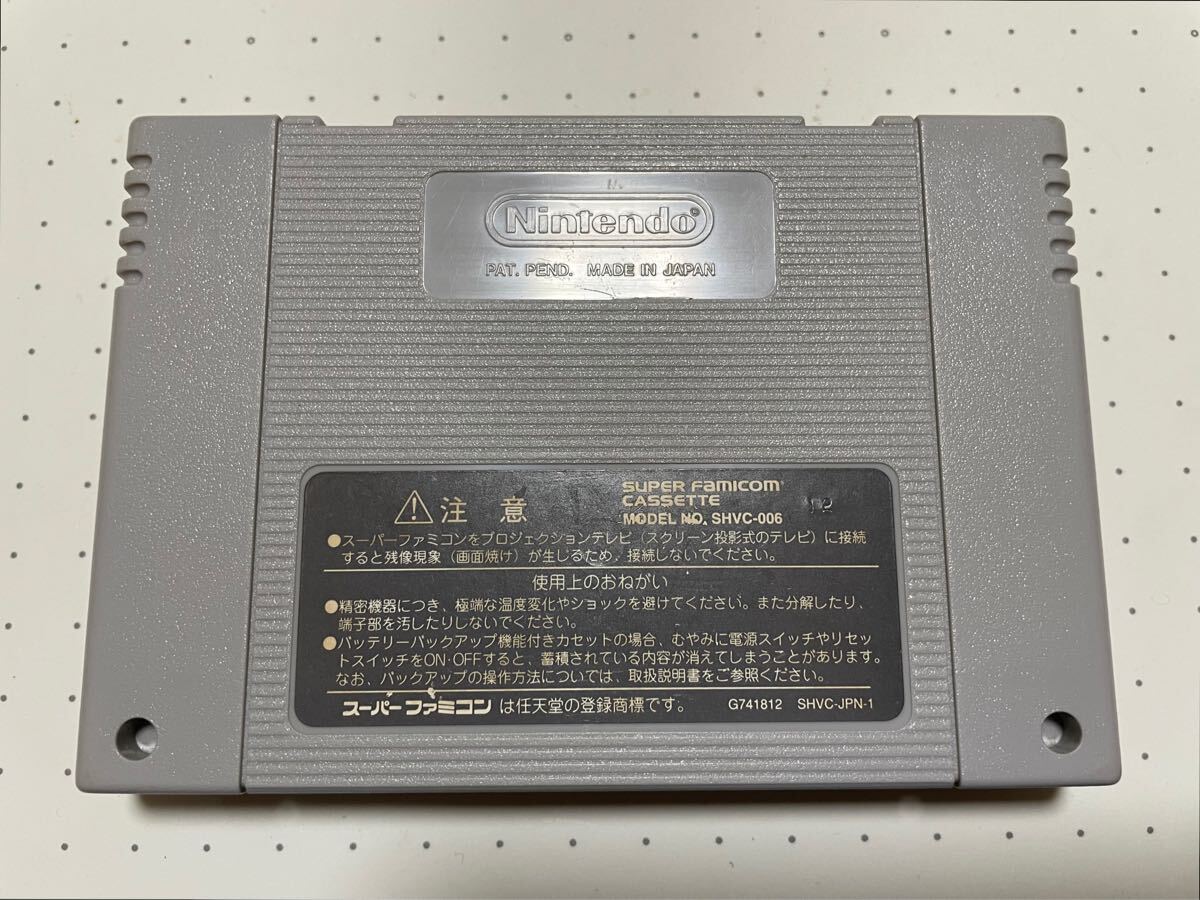 Nintendo®
PAT. PEND. MADE IN JAPAN
⚠注意
SUPER FAMICOM
CASSETTE
MODEL NO. SHVC-006
12
●スーパーファミコンをプロジェクションテレビ(スクリーン投影式のテレビ)に接続
すると残像現象(画面焼け)が生じるため、接続しないでください。
使用上のおねがい
●精密機器につき、極端な温度変化やショックを避けてください。また分解したり、
端子部を汚したりしないでください。
●バッテリーバックアップ機能付きカセットの場合、むやみに電源スイッチやリセッ
トスイッチをON・OFFすると、蓄積されている内容が消えてしまうことがあります。
なお、バックアップの操作方法については、取扱説明書をご参照ください。
スーパーファミコンは任天堂の登録商標です。
G741812 SHVC-JPN-1